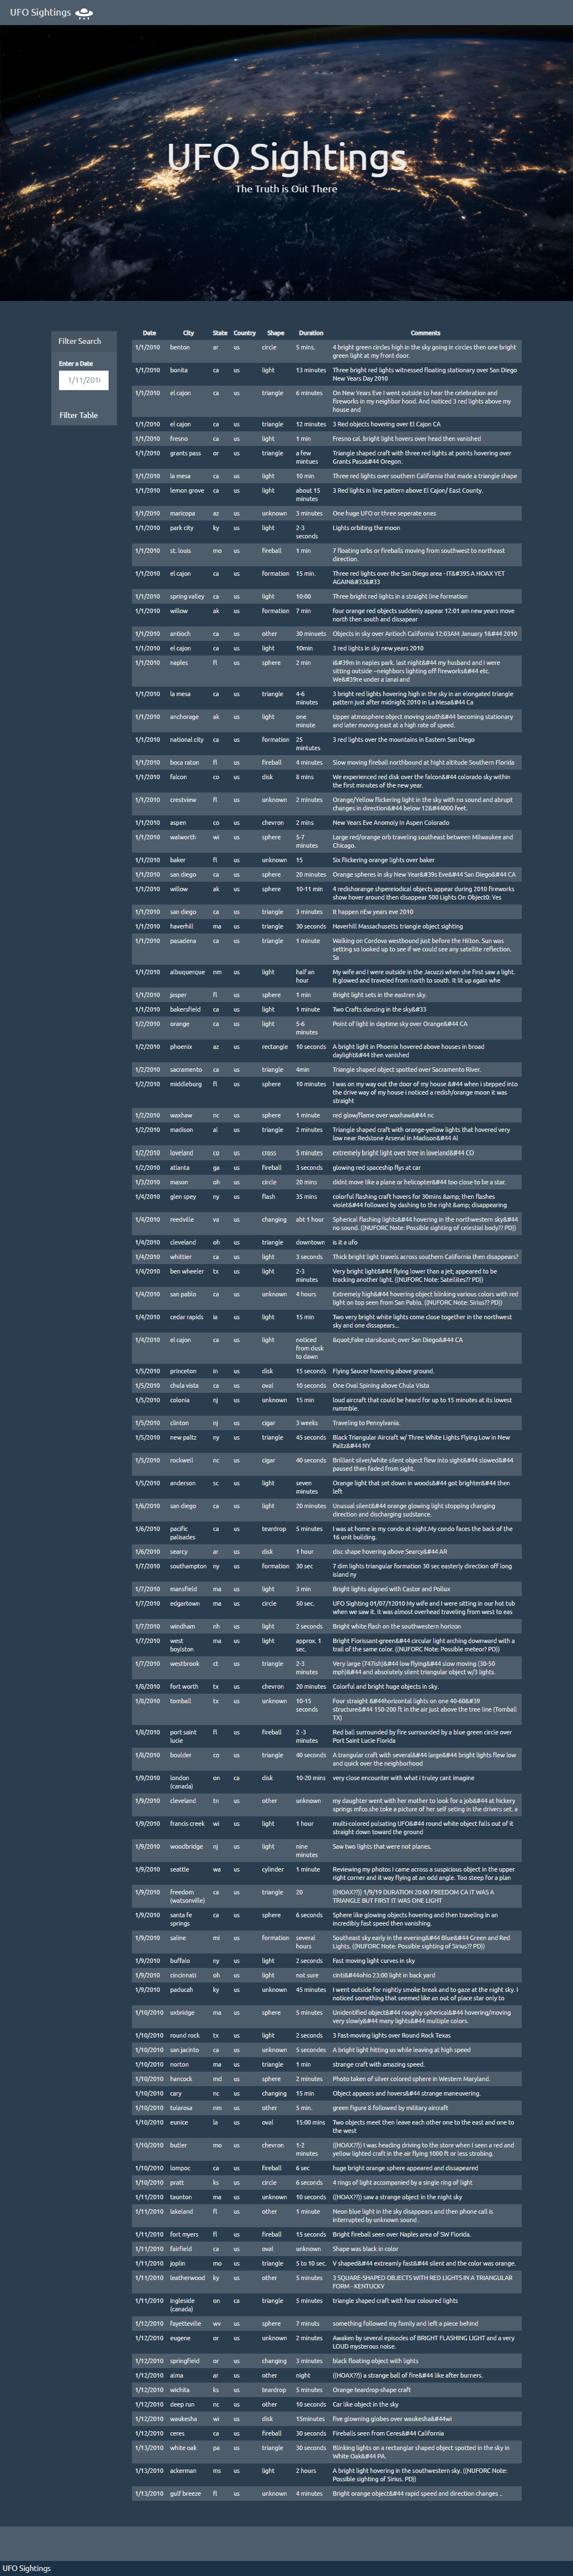 UFO Sightings
UFO Sightings
The Truth is Out There
Filter Search
Enter a Date
1/11/201
Filter Table
Date City State Country Shape Duration Comments
1/1/2010 benton ar us circle 5 mins. 4 bright green circles high in the sky going in circles then one bright
green light at my front door.
1/1/2010 bonita ca us light 13 minutes Three bright red lights witnessed floating stationary over San Diego
New Years Day 2010
1/1/2010 el cajon ca us triangle 6 minutes On New Years Eve I went outside to hear the celebration and
fireworks in my neighbor hood. And noticed 3 red lights above my
house and
1/1/2010 el cajon ca us triangle 12 minutes 3 Red objects hovering over El Cajon CA
1/1/2010 fresno ca us light 1 min Fresno cal. bright light hovers over head then vanished
1/1/2010 grants pass or us triangle a few Triangle shaped craft with three red lights at points hovering over
mintues Grants Pass&#44 Oregon.
1/1/2010 la mesa ca us light 10 min Three red lights over southern California that made a triangle shape
1/1/2010 lemon grove ca us light about 15 3 Red lights in line pattern above El Cajon/ East County.
minutes
1/1/2010 maricopa az us unknown 3 minutes One huge UFO or three seperate ones
1/1/2010 park city ky us light 2-3 Lights orbiting the moon
seconds
1/1/2010 st. louis mo us fireball 1 min 7 floating orbs or fireballs moving from southwest to northeast
direction.
1/1/2010 el cajon ca us formation 15 min. Three red lights over the San Diego area - IT&#39S A HOAX YET
AGAIN&#33&#33
1/1/2010 spring valley ca us light 10:00 Three bright red lights in a straight line formation
1/1/2010 willow ak us formation 7 min four orange red objects suddenly appear 12:01 am new years move
north then south and dissapear
1/1/2010 antioch ca us other 30 minuets Objects in sky over Antioch California 12:03AM January 1&#44 2010
1/1/2010 el cajon ca us light 10min 3 red lights in sky new years 2010
1/1/2010 naples fl us sphere 2 min i&#39m in naples park. last night&#44 my husband and I were
sitting outside --neighbors lighting off fireworks&#44 etc.
We&#39re under a lanai and
1/1/2010 la mesa ca us triangle 4-6 3 bright red lights hovering high in the sky in an elongated triangle
minutes pattern just after midnight 2010 in La Mesa&#44 Ca
1/1/2010 anchorage ak us light one Upper atmosphere object moving south&#44 becoming stationary
minute and later moving east at a high rate of speed.
1/1/2010 national city ca us formation 25 3 red lights over the mountains in Eastern San Diego
mintutes
1/1/2010 boca raton fl us fireball 4 minutes Slow moving fireball northbound at hight altitude Southern Florida
1/1/2010 falcon co us disk 8 mins We experienced red disk over the falcon&#44 colorado sky within
the first minutes of the new year.
1/1/2010 crestview fl us unknown 2 minutes Orange/Yellow flickering light in the sky with no sound and abrupt
changes in direction&#44 below 12&#44000 feet.
1/1/2010 aspen co us chevron 2 mins New Years Eve Anomoly In Aspen Colorado
1/1/2010 walworth wi us sphere 5-7 Large red/orange orb traveling southeast between Milwaukee and
minutes Chicago.
1/1/2010 baker fl us unknown 15 Six flickering orange lights over baker
1/1/2010 san diego ca us sphere 20 minutes Orange spheres in sky New Year&#39s Eve&#44 San Diego&#44 CA
1/1/2010 willow ak us sphere 10-11 min 4 redishorange shpereiodical objects appear during 2010 fireworks
show hover around then disappear 500 Lights On Object0: Yes
1/1/2010 san diego ca us triangle 3 minutes It happen nEw years eve 2010
1/1/2010 haverhill ma us triangle 30 seconds Haverhill Massachusetts triangle object sighting
1/1/2010 pasadena ca us triangle 1 minute Walking on Cordova westbound just before the Hilton. Sun was
setting so looked up to see if we could see any satellite reflection.
Sa
1/1/2010 albuquerque nm us light half an My wife and I were outside in the Jacuzzi when she first saw a light.
hour It glowed and traveled from north to south. It lit up again whe
1/1/2010 jasper fl us sphere 1 min Bright light sets in the eastren sky.
1/1/2010 bakersfield ca us light 1 minute Two Crafts dancing in the sky&#33
1/2/2010 orange ca us light 5-6 Point of light in daytime sky over Orange&#44 CA
minutes
1/2/2010 phoenix az us rectangle 10 seconds A bright light in Phoenix hovered above houses in broad
daylight&#44 then vanished
1/2/2010 sacramento ca us triangle 4min Triangle shaped object spotted over Sacramento River.
1/2/2010 middleburg fl us sphere 10 minutes I was on my way out the door of my house &#44 when i stepped into
the drive way of my house i noticed a redish/orange moon it was
straight
1/2/2010 waxhaw nc us sphere 1 minute red glow/flame over waxhaw&#44 nc
1/2/2010 madison al us triangle 2 minutes Triangle shaped craft with orange-yellow lights that hovered very
low near Redstone Arsenal in Madison&#44 Al
1/2/2010 loveland co us cross 5 minutes extremely bright light over tree in loveland&#44 CO
1/2/2010 atlanta ga us fireball 3 seconds glowing red spaceship flys at car
1/3/2010 mason oh us circle 20 mins didnt move like a plane or helicopter&#44 too close to be a star.
1/4/2010 glen spey ny us flash 35 mins colorful flashing craft hovers for 30mins &amp; then flashes
violet&#44 followed by dashing to the right &amp; disappearing
1/4/2010 reedville va us changing abt 1 hour Spherical flashing lights&#44 hovering in the northwestern sky&#44
no sound. ((NUFORC Note: Possible sighting of celestial body?? PD))
1/4/2010 cleveland oh us triangle downtown is it a ufo
1/4/2010 whittier ca us light 3 seconds Thick bright light travels across southern California then disappears?
1/4/2010 ben wheeler tx us light 2-3 Very bright light&#44 flying lower than a jet; appeared to be
minutes tracking another light. ((NUFORC Note: Satellites?? PD))
1/4/2010 san pablo ca us unknown 4 hours Extremely high&#44 hovering object blinking various colors with red
light on top seen from San Pablo. ((NUFORC Note: Sirius?? PD))
1/4/2010 cedar rapids ia us light 15 min Two very bright white lights come close together in the northwest
sky and one dissapears...
1/4/2010 el cajon ca us light noticed &quot;Fake stars&quot; over San Diego&#44 CA
from dusk
to dawn
1/5/2010 princeton in us disk 15 seconds Flying Saucer hovering above ground.
1/5/2010 chula vista ca us oval 10 seconds One Oval Spining above Chula Vista
1/5/2010 colonia nj us unknown 15 min loud aircraft that could be heard for up to 15 minutes at its lowest
rummble.
1/5/2010 clinton nj us cigar 3 weeks Traveling to Pennylvania.
1/5/2010 new paltz ny us triangle 45 seconds Black Triangular Aircraft w/ Three White Lights Flying Low in New
Paltz&#44 NY
1/5/2010 rockwell nc us cigar 40 seconds Brilliant silver/white silent object flew into sight&#44 slowed&#44
paused then faded from sight.
1/5/2010 anderson sc us light seven Orange light that set down in woods&#44 got brighter&#44 then
minutes left
1/6/2010 san diego ca us light 20 minutes Unusual silent&#44 orange glowing light stopping changing
direction and discharging sudstance.
1/6/2010 pacific ca us teardrop 5 minutes I was at home in my condo at night.My condo faces the back of the
palisades 16 unit building.
1/6/2010 searcy ar us disk 1 hour disc shape hovering above Searcy&#44 AR
1/7/2010 southampton ny us formation 30 sec 7 dim lights triangular formation 30 sec easterly direction off long
island ny
1/7/2010 mansfield ma us light 3 min Bright lights aligned with Castor and Pollux
1/7/2010 edgartown ma us circle 50 sec. UFO Sighting 01/07/12010 My wife and I were sitting in our hot tub
when we saw it. It was almost overhead traveling from west to eas
1/7/2010 windham nh us light 2 seconds Bright white flash on the southwestern horizon
1/7/2010 west ma us light approx. 1 Bright Florissant-green&#44 circular light arching downward with a
boylston sec. trail of the same color. ((NUFORC Note: Possible meteor? PD))
1/7/2010 westbrook ct us triangle 2-3 Very large (747ish)&#44 low flying&#44 slow moving (30-50
minutes mph)&#44 and absolutely silent triangular object w/3 lights.
1/8/2010 fort worth tx us chevron 20 minutes Colorful and bright huge objects in sky.
1/8/2010 tomball tx us unknown 10-15 Four straight &#44horizontal lights on one 40-60&#39
seconds structure&#44 150-200 ft in the air just above the tree line (Tomball
TX)
1/8/2010 port saint fl us fireball 2 -3 Red ball surrounded by fire surrounded by a blue green circle over
lucie minutes Port Saint Lucie Florida
1/8/2010 boulder co us triangle 40 seconds A trangular craft with several&#44 large&#44 bright lights flew low
and quick over the neighborhood
1/9/2010 london on ca disk 10-20 mins very close encounter with what i truley cant imagine
(canada)
1/9/2010 cleveland tn us other unknown my daughter went with her mother to look for a job&#44 at hickery
springs mfco.she toke a picture of her self seting in the drivers set. a
1/9/2010 francis creek wi us light 1 hour multi-colored pulsating UFO&#44 round white object falls out of it
straight down toward the ground
1/9/2010 woodbridge nj us light nine Saw two lights that were not planes.
minutes
1/9/2010 seattle wa us cylinder 1 minute Reviewing my photos I came across a suspicious object in the upper
right corner and it way flying at an odd angle. Too steep for a plan
1/9/2010 freedom ca us triangle 20 ((HOAX??)) 1/9/19 DURATION 20:00 FREEDOM CA IT WAS A
(watsonville) TRIANGLE BUT FIRST IT WAS ONE LIGHT
1/9/2010 santa fe ca us sphere 6 seconds Sphere like glowing objects hovering and then traveling in an
springs incredibly fast speed then vanishing.
1/9/2010 saline mi us formation several Southeast sky early in the evening&#44 Blue&#44 Green and Red
hours Lights. ((NUFORC Note: Possible sighting of Sirius?? PD))
1/9/2010 buffalo ny us light 2 seconds Fast moving light curves in sky
1/9/2010 cincinnati oh us light not sure cinti&#44ohio 23:00 light in back yard
1/9/2010 paducah ky us unknown 45 minutes I went outside for nightly smoke break and to gaze at the night sky. I
noticed something that seemed like an out of place star only to
1/10/2010 uxbridge ma us sphere 5 minutes Unidentified object&#44 roughly spherical&#44 hovering/moving
very slowly&#44 many lights&#44 multiple colors.
1/10/2010 round rock tx us light 2 seconds 3 Fast-moving lights over Round Rock Texas
1/10/2010 san jacinto ca us unknown 5 secondes A bright light hitting us while leaving at high speed
1/10/2010 norton ma us triangle 1 min strange craft with amazing speed.
1/10/2010 hancock md us sphere 2 minutes Photo taken of silver colored sphere in Western Maryland.
1/10/2010 cary nc us changing 15 min Object appears and hovers&#44 strange maneuvering.
1/10/2010 tularosa nm us other 5 min. green figure 8 followed by military aircraft
1/10/2010 eunice la us oval 15:00 mins Two objects meet then leave each other one to the east and one to
the west
1/10/2010 butler mo us chevron 1-2 ((HOAX??)) I was heading driving to the store when I seen a red and
minutes yellow lighted craft in the air flying 1000 ft or less strobing.
1/10/2010 lompoc ca us fireball 6 sec huge bright orange sphere appeared and dissapeared
1/10/2010 pratt ks us circle 6 seconds 4 rings of light accompanied by a single ring of light
1/11/2010 taunton ma us unknown 10 seconds ((HOAX??)) saw a strange object in the night sky
1/11/2010 lakeland fl us other 1 minute Neon blue light in the sky disappears and then phone call is
interrupted by unknown sound .
1/11/2010 fort myers fl us fireball 15 seconds Bright fireball seen over Naples area of SW Florida.
1/11/2010 fairfield ca us oval unknown Shape was black in color
1/11/2010 joplin mo us triangle 5 to 10 sec. V shaped&#44 extreamly fast&#44 silent and the color was orange.
1/11/2010 leatherwood ky us other 5 minutes 3 SQUARE-SHAPED OBJECTS WITH RED LIGHTS IN A TRIANGULAR
FORM - KENTUCKY
1/11/2010 ingleside on ca triangle 5 minutes triangle shaped craft with four coloured lights
(canada)
1/12/2010 fayetteville wv us sphere 7 minuts something followed my family and left a piece behind
1/12/2010 eugene or us unknown 2 minutes Awaken by several episodes of BRIGHT FLASHING LIGHT and a very
LOUD mysterous noise.
1/12/2010 springfield or us changing 3 minutes black floating object with lights
1/12/2010 alma ar us other night ((HOAX??)) a strange ball of fire&#44 like after burners.
1/12/2010 wichita ks us teardrop 5 minutes Orange teardrop-shape craft
1/12/2010 deep run nc us other 10 seconds Car like object in the sky
1/12/2010 waukesha wi us disk 15minutes five glowning globes over waukesha&#44wi
1/12/2010 ceres ca us fireball 30 seconds Fireballs seen from Ceres&#44 California
1/13/2010 white oak pa us triangle 30 seconds Blinking lights on a rectanglar shaped object spotted in the sky in
White Oak&#44 PA.
1/13/2010 ackerman ms us light 2 hours A bright light hovering in the southwestern sky. ((NUFORC Note:
Possible sighting of Sirius. PD))
1/13/2010 gulf breeze fl us unknown 4 minutes Bright orange object&#44 rapid speed and direction changes ..
UFO Sightings